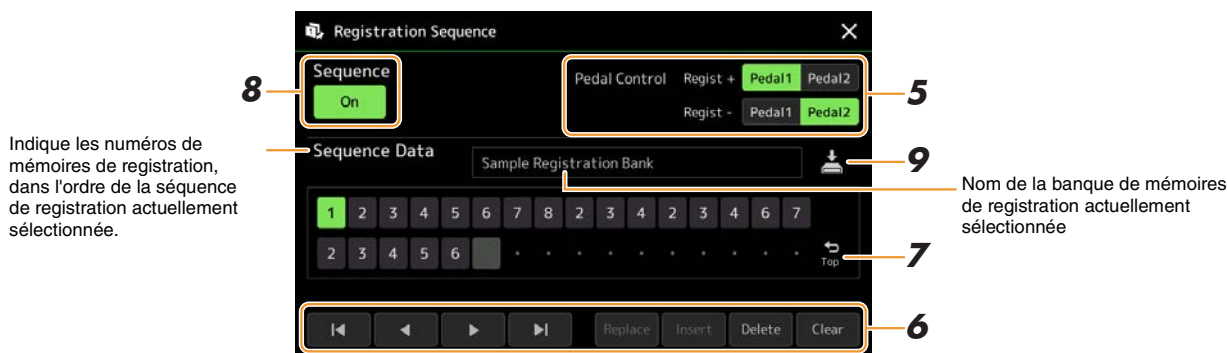 Registration Sequence
8
Sequence
On
Pedal Control Regist + Pedal1 Pedal2
Regist - Pedal1 Pedal2
5
Indique les numéros de
mémoires de registration,
dans l'ordre de la séquence
de registration actuellement
sélectionnée.
Sequence Data
Sample Registration Bank
9
Nom de la banque de mémoires
de registration actuellement
sélectionnée
1 2 3 4 5 6 7 8 2 3 4 2 3 4 6 7
2 3 4 5 6
Top
7
Replace Insert Delete Clear
6